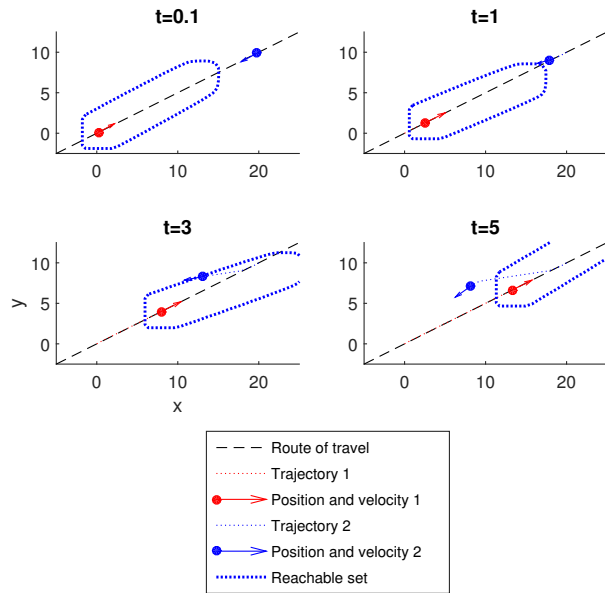 t=0.1
10
5
0
0
10
20
t=1
10
5
0
0
10
20
t=3
10
5
0
0
10
20
y
x
t=5
10
5
0
0
10
20
Route of travel
Trajectory 1
Position and velocity 1
Trajectory 2
Position and velocity 2
Reachable set